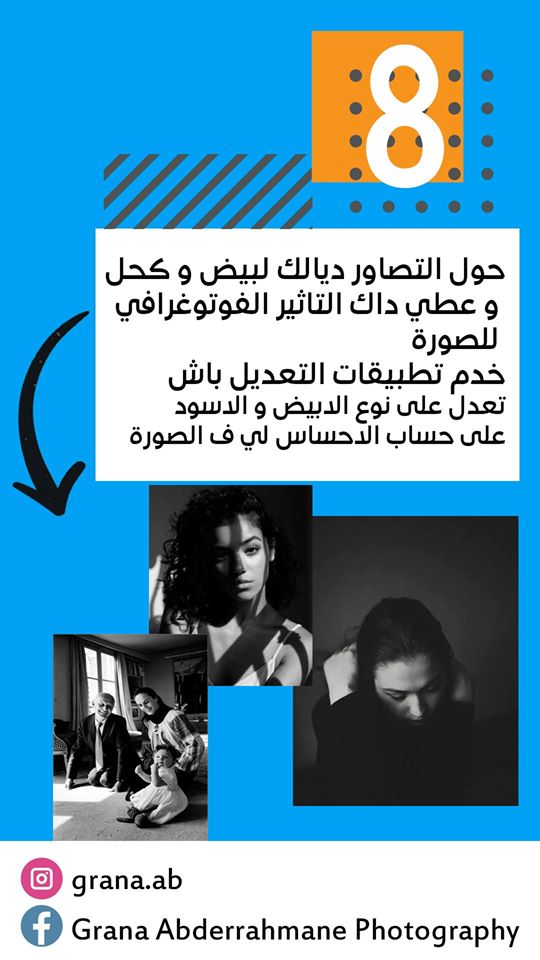 8
حول التصاور ديالك لبيض و كحل
و عطي داك التاثير الفوتوغرافي
للصورة
خدم تطبيقات التعديل باش
تعدل على نوع الابيض و الاسود
على حساب الاحساس لي ف الصورة
grana.ab
Grana Abderrahmane Photography